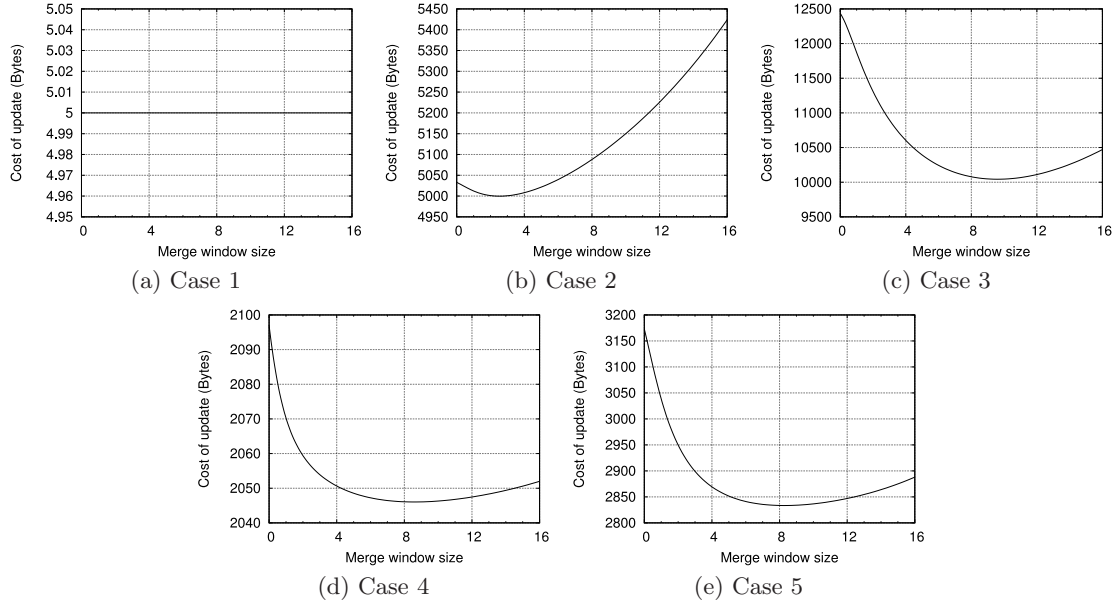 5.05
5.04
5.03
5.02
5.01
5
4.99
4.98
4.97
4.96
4.95
0 4 8 12 16
Cost of update (Bytes)
Merge window size
(a) Case 1
5450
5400
5350
5300
5250
5200
5150
5100
5050
5000
4950
0 4 8 12 16
Cost of update (Bytes)
Merge window size
(b) Case 2
12500
12000
11500
11000
10500
10000
9500
0 4 8 12 16
Cost of update (Bytes)
Merge window size
(c) Case 3
2100
2090
2080
2070
2060
2050
2040
0 4 8 12 16
Cost of update (Bytes)
Merge window size
(d) Case 4
3200
3150
3100
3050
3000
2950
2900
2850
2800
0 4 8 12 16
Cost of update (Bytes)
Merge window size
(e) Case 5